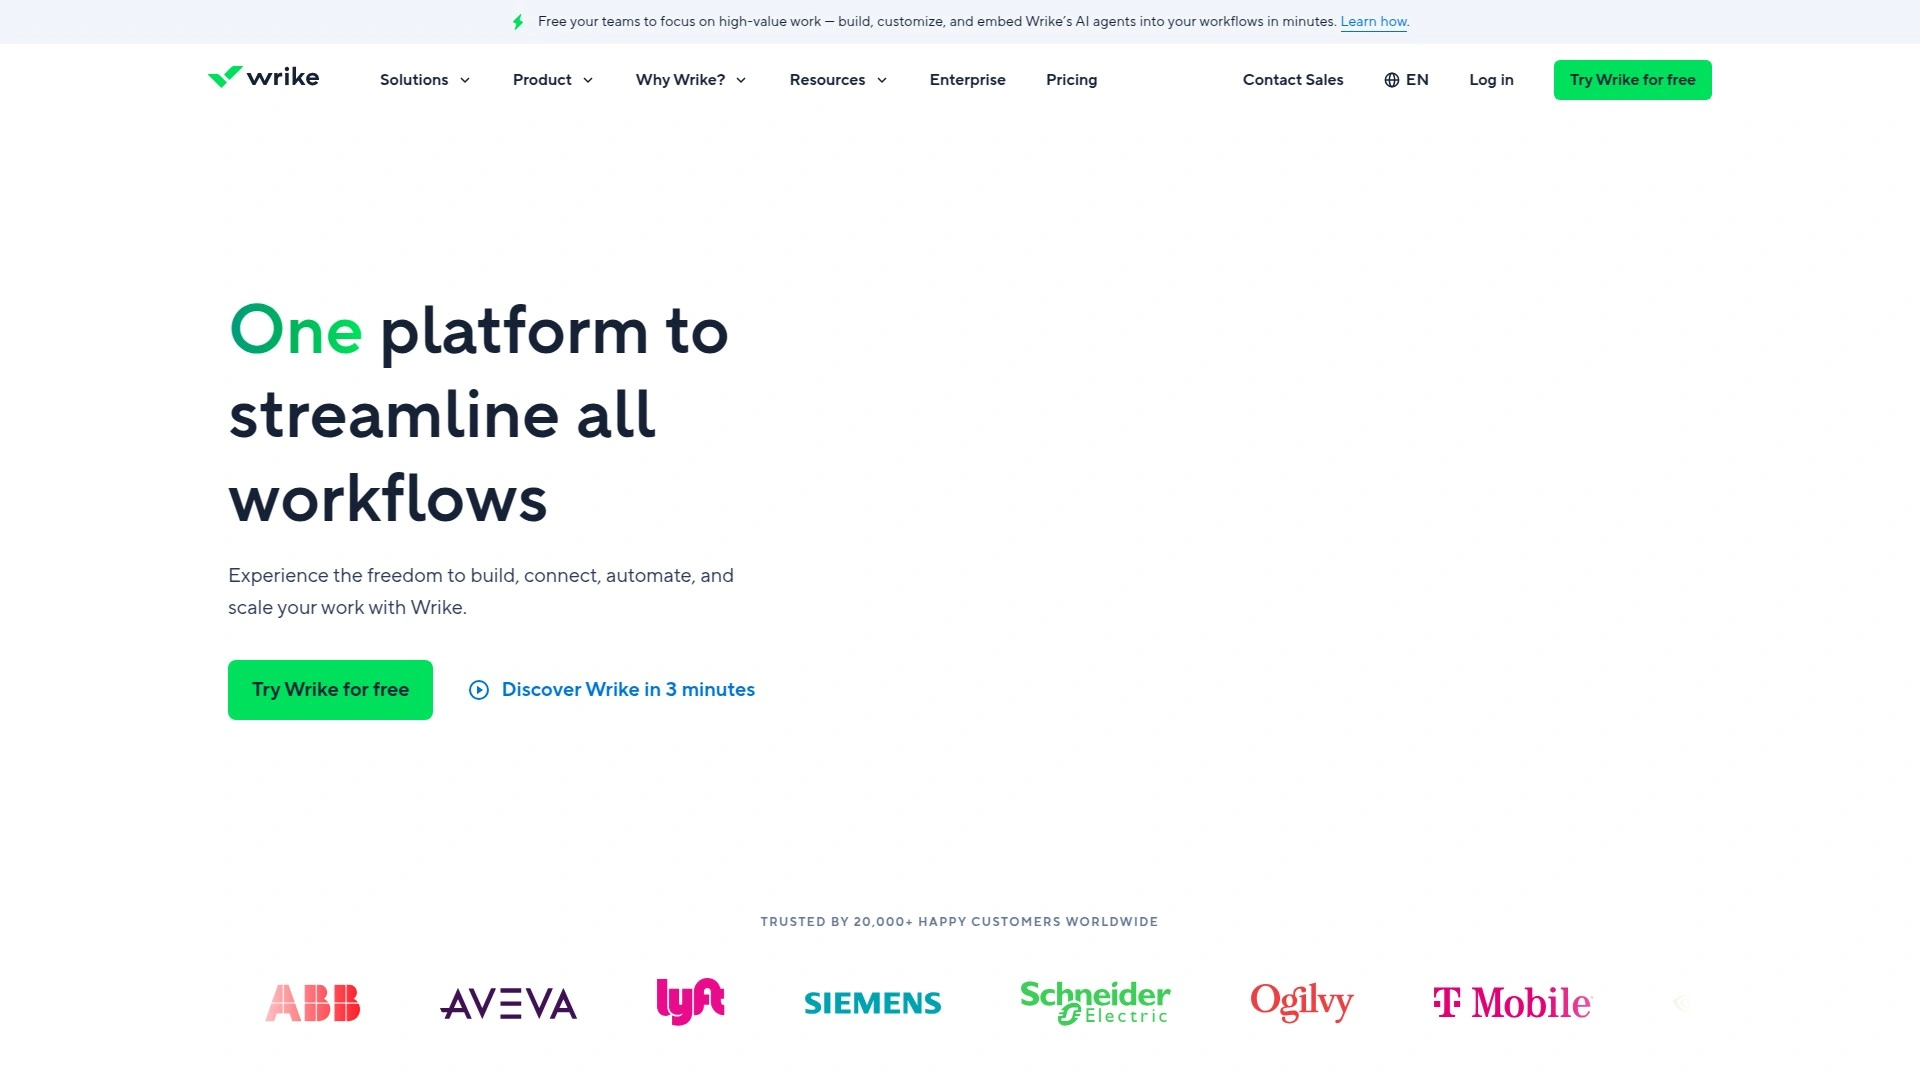 Free your teams to focus on high-value work — build, customize, and embed Wrike's AI agents into your workflows in minutes. Learn how.
wrike
Solutions
Product
Why Wrike?
Resources
Enterprise
Pricing
Contact Sales
EN
Log in
Try Wrike for free
One platform to
streamline all
workflows
Experience the freedom to build, connect, automate, and
scale your work with Wrike.
Try Wrike for free
Discover Wrike in 3 minutes
TRUSTED BY 20,000+ HAPPY CUSTOMERS WORLDWIDE
ABB
AVEVA
lyft
SIEMENS
Schneider
Electric
Ogilvy
T Mobile